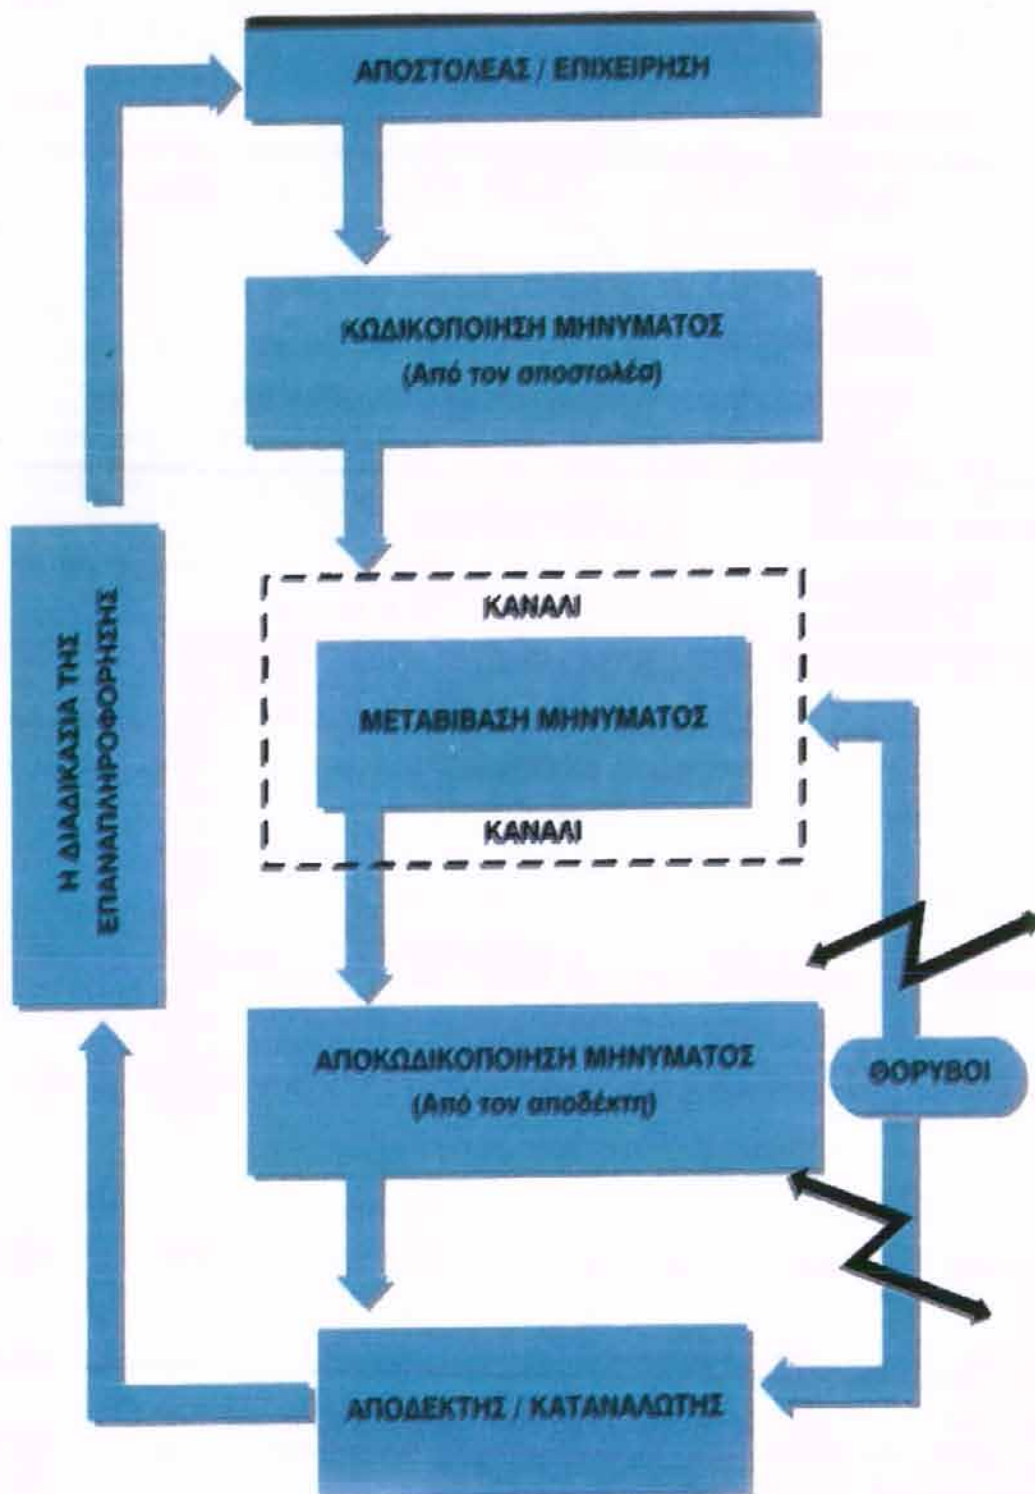 ΑΠΟΣΤΟΛΕΑΣ / ΕΠΙΧΕΙΡΗΣΗ
ΚΩΔΙΚΟΠΟΙΗΣΗ ΜΗΝΥΜΑΤΟΣ
(Από τον αποστολέα)
ΚΑΝΑΛΙ
ΜΕΤΑΒΙΒΑΣΗ ΜΗΝΥΜΑΤΟΣ
ΚΑΝΑΛΙ
Η ΔΙΑΔΙΚΑΣΙΑ ΤΗΣ
ΕΠΑΝΑΠΛΗΡΟΦΟΡΗΣΗΣ
ΑΠΟΚΩΔΙΚΟΠΟΙΗΣΗ ΜΗΝΥΜΑΤΟΣ
(Από τον αποδέκτη)
ΘΟΡΥΒΟΙ
ΑΠΟΔΕΚΤΗΣ / ΚΑΤΑΝΑΛΩΤΗΣ